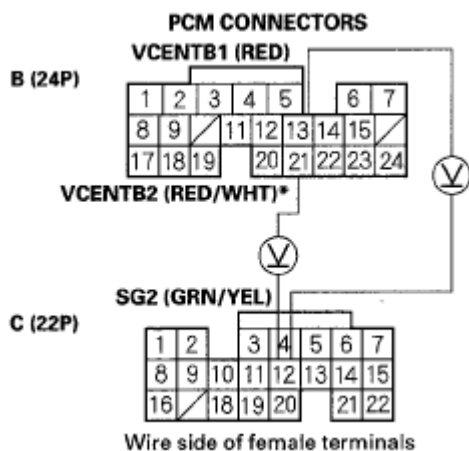 PCM CONNECTORS
VCENTB1 (RED)
B (24P)
1 2 3 4 5 6 7
8 9 11 12 13 14 15
17 18 19 20 21 22 23 24
VCENTB2 (RED/WHT)*
V
V
SG2 (GRN/YEL)
C (22P)
1 2 3 4 5 6 7
8 9 10 11 12 13 14 15
16 18 19 20 21 22
Wire side of female terminals